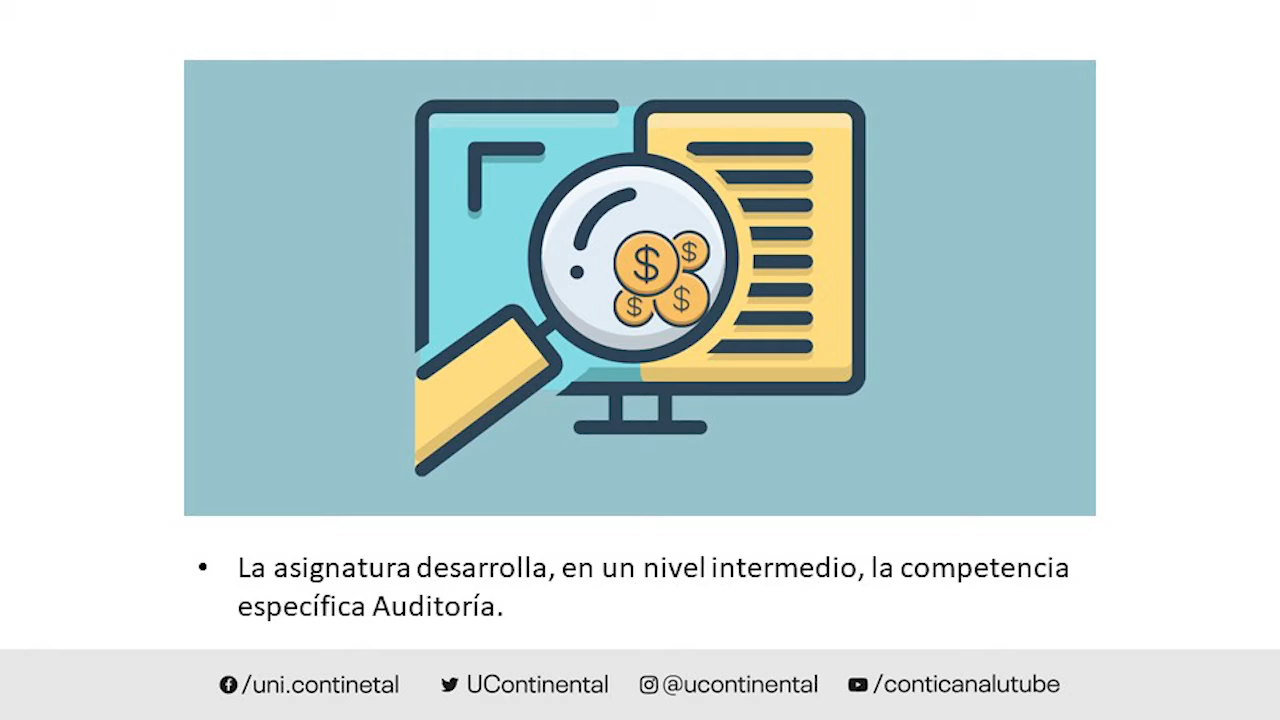 $ $
$ $
• La asignatura desarrolla, en un nivel intermedio, la competencia
específica Auditoría.
/uni.continetal UContinental @ucontinental /conticanalutube